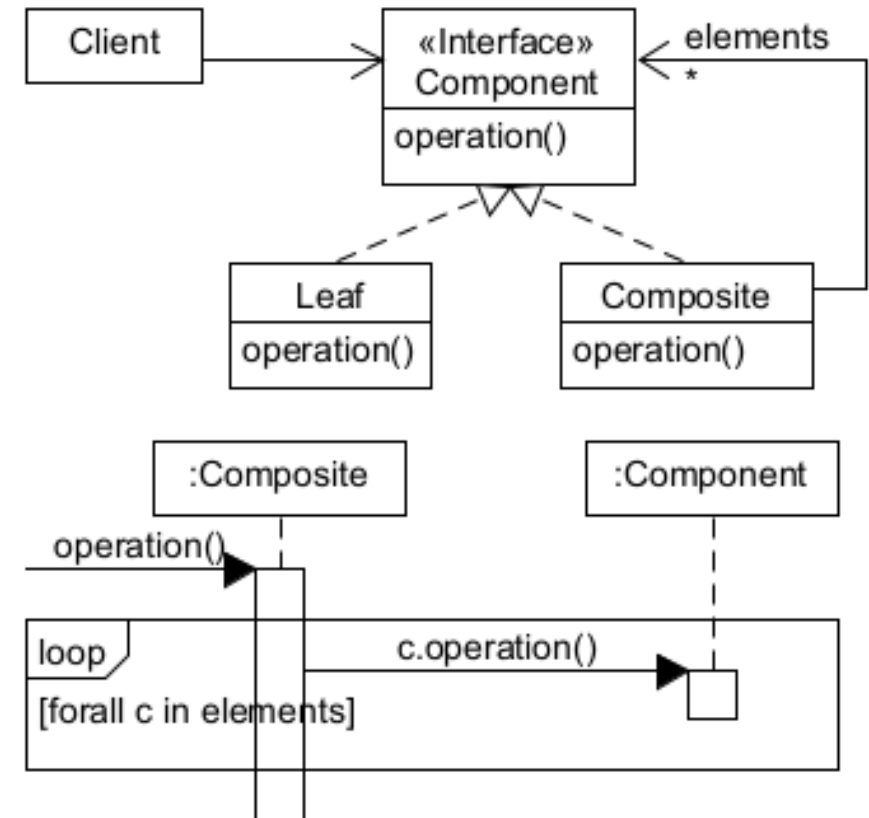 Client
«Interface»
Component
operation()
elements
*
Leaf
operation()
Composite
operation()
:Composite
:Component
operation()
loop
c.operation()
[forall c in elements]